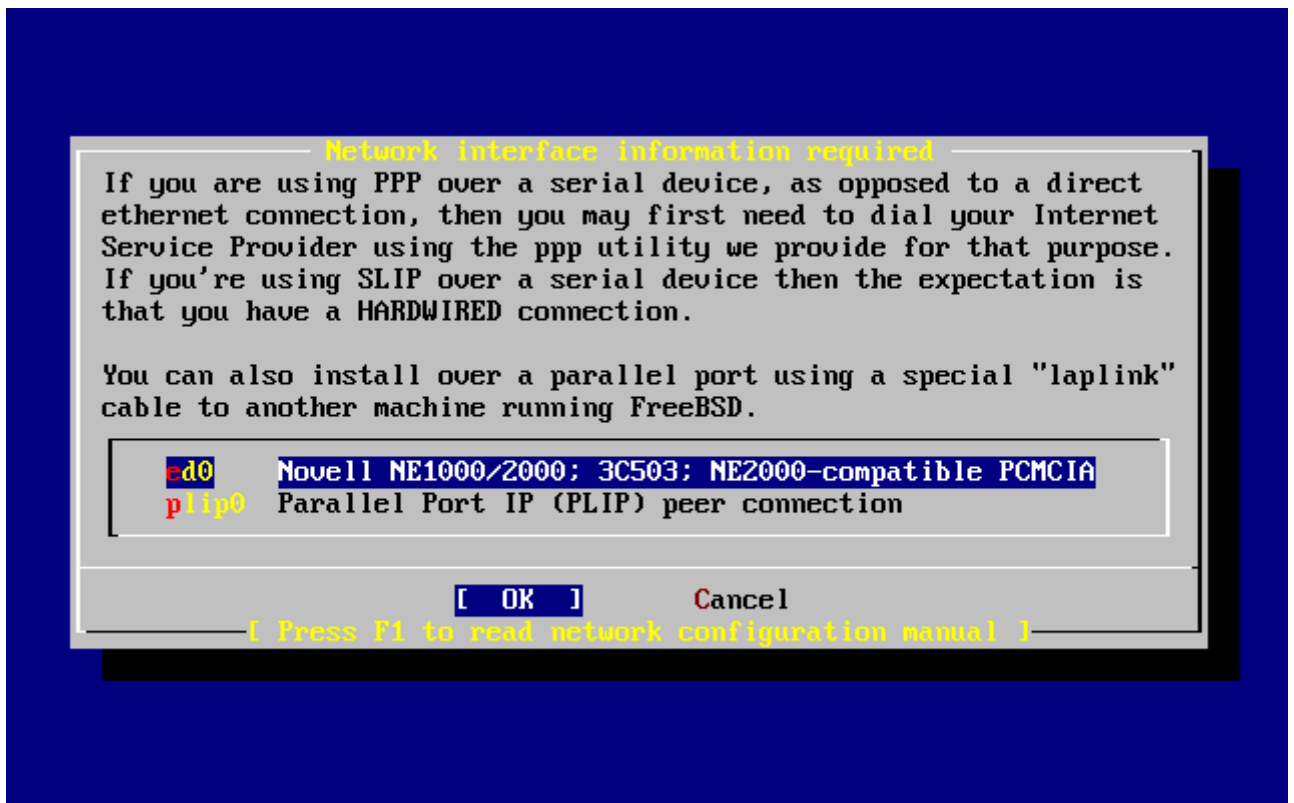 Network interface information required
If you are using PPP over a serial device, as opposed to a direct
ethernet connection, then you may first need to dial your Internet
Service Provider using the ppp utility we provide for that purpose.
If you're using SLIP over a serial device then the expectation is
that you have a HARDWIRED connection.
You can also install over a parallel port using a special "laplink"
cable to another machine running FreeBSD.
ed0 Novell NE1000/2000; 3C503; NE2000-compatible PCMCIA
plip0 Parallel Port IP (PLIP) peer connection
[ OK ] Cancel
[ Press F1 to read network configuration manual ]